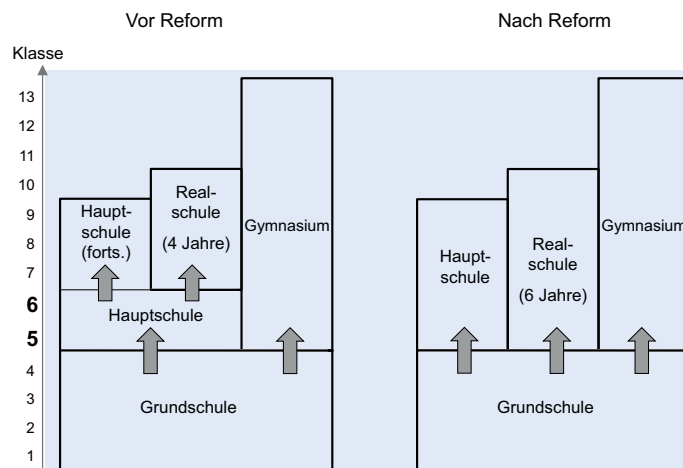 Vor Reform
Nach Reform
Klasse
13
12
11
10
9
8
7
6
5
4
3
2
1
Haupt-
schule
(forts.)
Real-
schule
(4 Jahre)
Gymnasium
Hauptschule
Grundschule
Haupt-
schule
Real-
schule
(6 Jahre)
Gymnasium
Grundschule